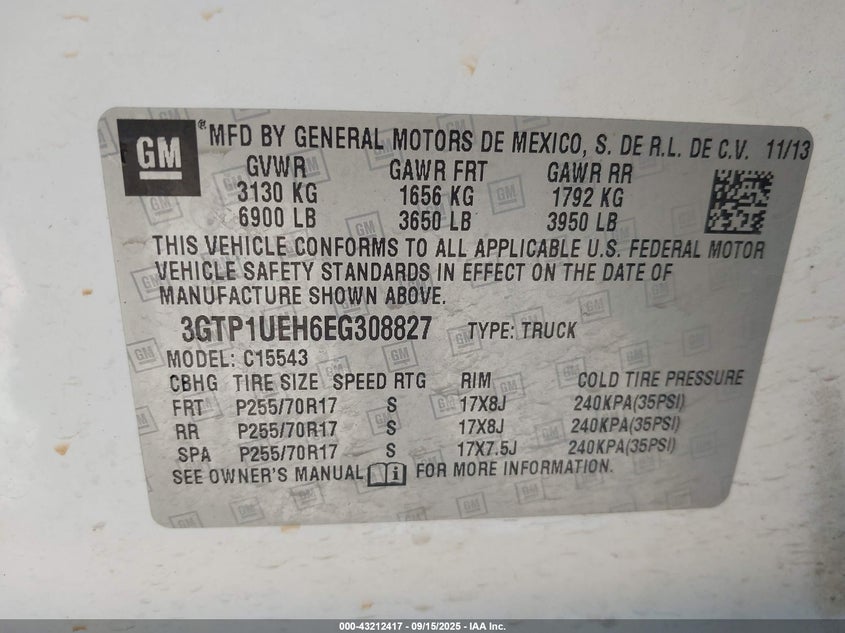 GM ® MFD BY GENERAL MOTORS DE MEXICO, S. DE R.L. DE C.V. 11/13
GVWR GAWR FRT GAWR RR
3130 KG 1656 KG 1792 KG
6900 LB 3650 LB 3950 LB
THIS VEHICLE CONFORMS TO ALL APPLICABLE U.S. FEDERAL MOTOR
VEHICLE SAFETY STANDARDS IN EFFECT ON THE DATE OF
MANUFACTURE SHOWN ABOVE.
3GTP1UEH6EG308827 TYPE: TRUCK
MODEL: C15543
CBHG TIRE SIZE SPEED RTG RIM COLD TIRE PRESSURE
FRT P255/70R17 S 17X8J 240KPA(35PSI)
RR P255/70R17 S 17X8J 240KPA(35PSI)
SPA P255/70R17 S 17X7.5J 240KPA(35PSI)
SEE OWNER'S MANUAL FOR MORE INFORMATION.
000-43212417 - 09/15/2025 - IAA Inc.